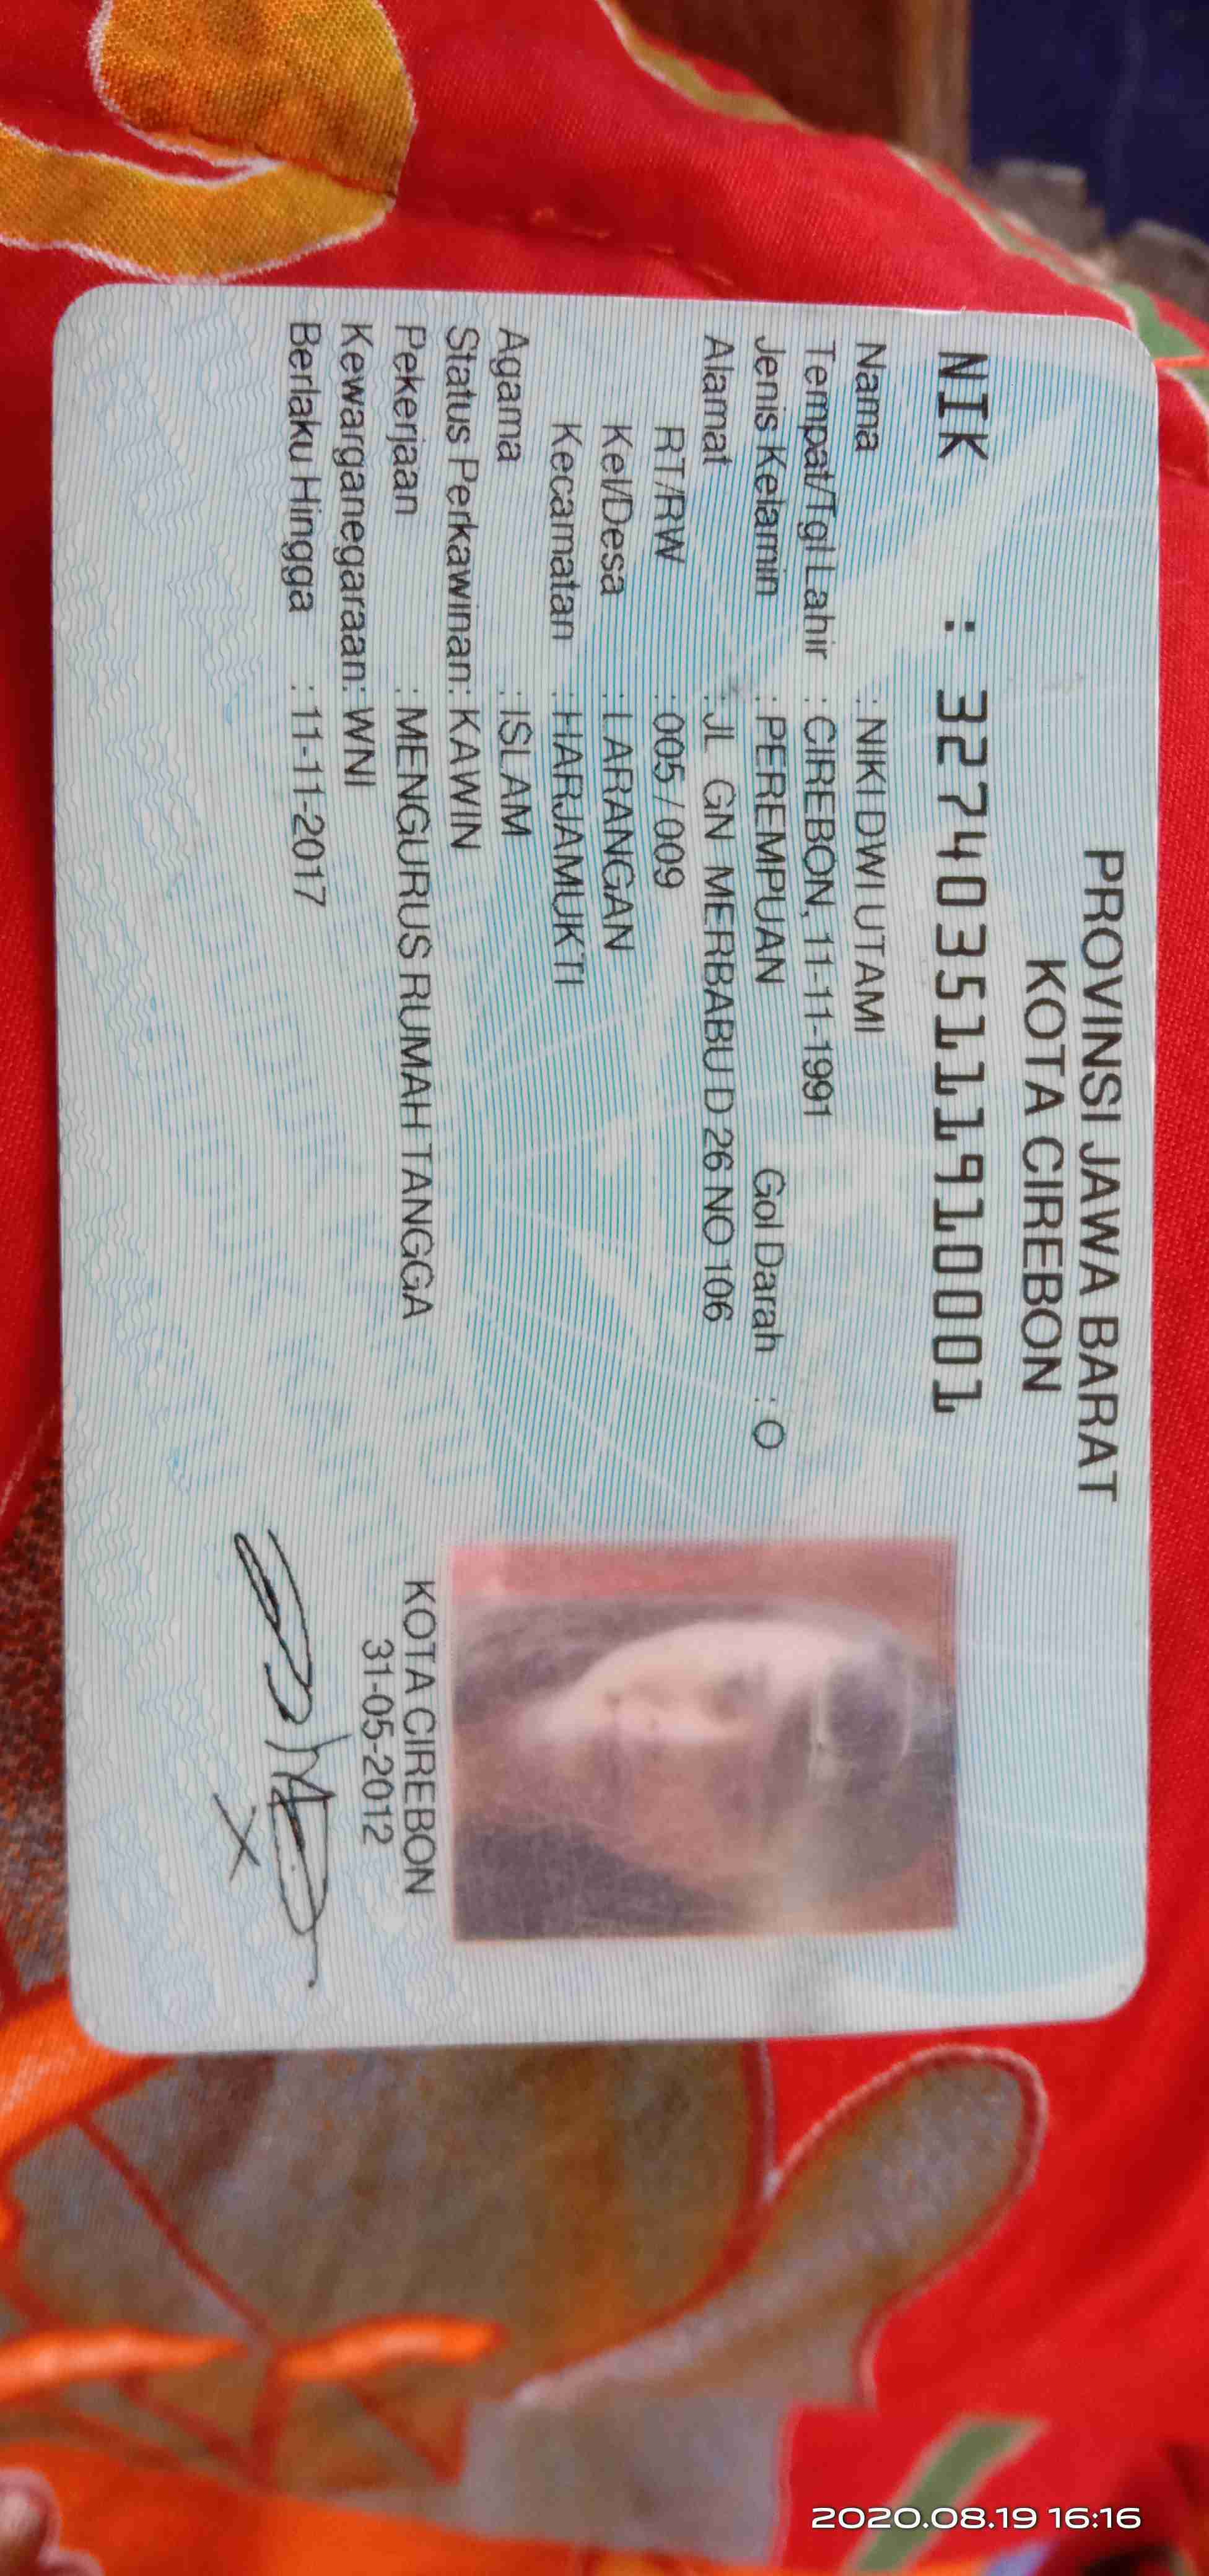 PROVINSI JAWA BARAT
KOTA CIREBON
NIK : 3274035111910001
Nama : NIKI DWI UTAMI
Tempat/Tgl Lahir : CIREBON, 11-11-1991
Jenis Kelamin : PEREMPUAN Gol Darah : O
Alamat : JL GN MERBABU D 26 NO 106
RT/RW : 005 / 009
Kel/Desa : LARANGAN
Kecamatan : HARJAMUKTI
Agama : ISLAM
Status Perkawinan: KAWIN
Pekerjaan : MENGURUS RUMAH TANGGA
Kewarganegaraan: WNI
Berlaku Hingga : 11-11-2017
KOTA CIREBON
31-05-2012
2020.08.19 16:16